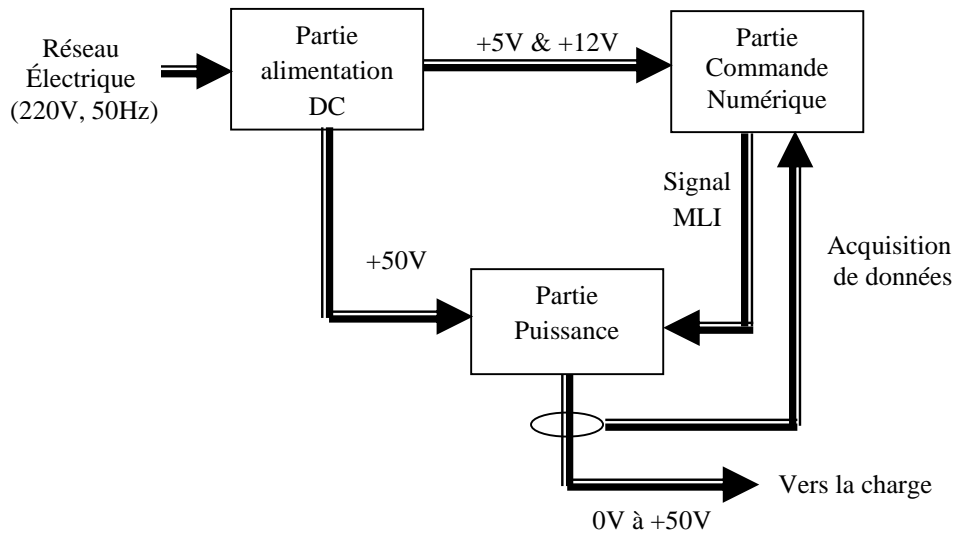 Réseau
Électrique
(220V, 50Hz)
Partie
alimentation
DC
+5V & +12V
Partie
Commande
Numérique
Signal
MLI
Acquisition
de données
+50V
Partie
Puissance
Vers la charge
0V à +50V